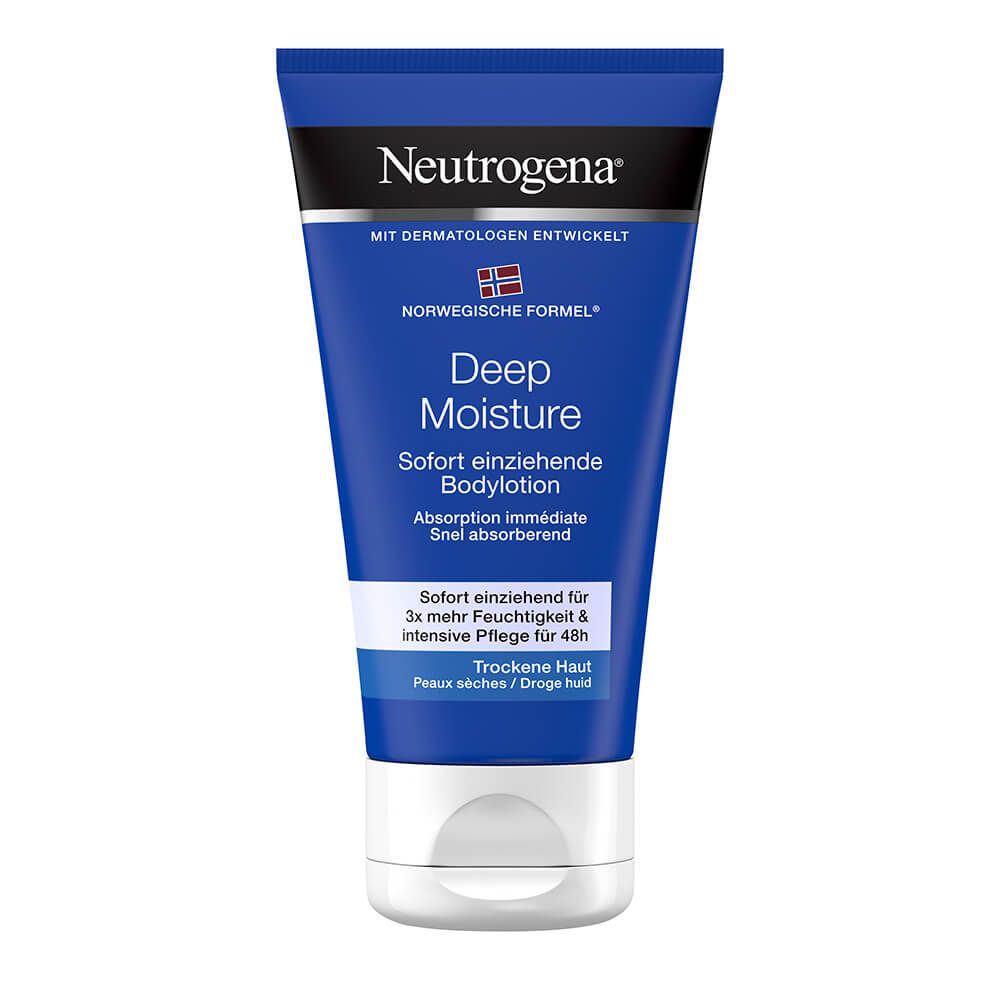 Neutrogena®
MIT DERMATOLOGEN ENTWICKELT
NORWEGISCHE FORMEL®
Deep
Moisture
Sofort einziehende
Bodylotion
Absorption immédiate
Snel absorberend
Sofort einziehend für
3x mehr Feuchtigkeit &
intensive Pflege für 48h
Trockene Haut
Peaux sèches / Droge huid